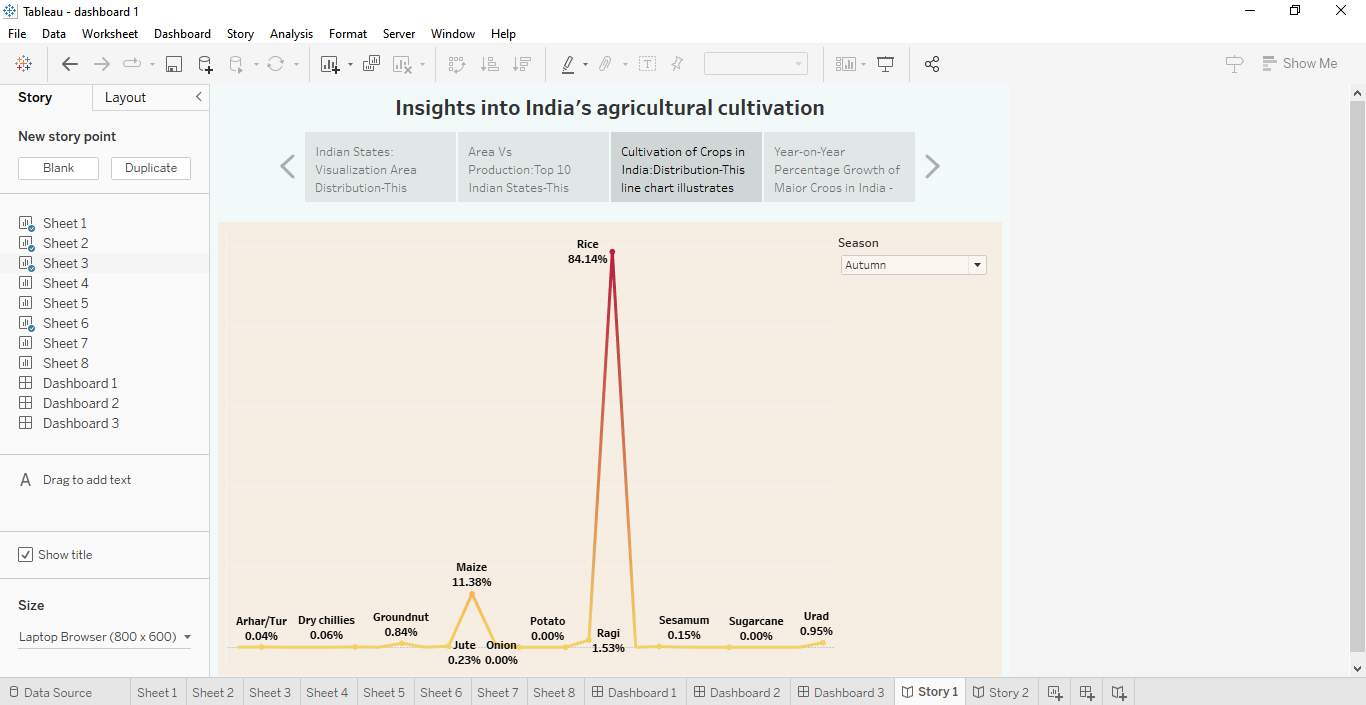 Tableau - dashboard 1
File Data Worksheet Dashboard Story Analysis Format Server Window Help
Show Me
Story Layout
New story point
Blank Duplicate
Sheet 1
Sheet 2
Sheet 3
Sheet 4
Sheet 5
Sheet 6
Sheet 7
Sheet 8
Dashboard 1
Dashboard 2
Dashboard 3
A Drag to add text
Show title
Size
Laptop Browser (800 x 600)
Insights into India's agricultural cultivation
Indian States:
Visualization Area
Distribution-This
Area Vs
Production:Top 10
Indian States-This
Cultivation of Crops in
India:Distribution-This
line chart illustrates
Year-on-Year
Percentage Growth of
Major Crops in India -
Season
Autumn
Rice
84.14%
Maize
11.38%
Arhar/Tur
0.04%
Dry chillies
0.06%
Groundnut
0.84%
Jute
0.23%
Onion
0.00%
Potato
0.00%
Ragi
1.53%
Sesamum
0.15%
Sugarcane
0.00%
Urad
0.95%
Data Source Sheet 1 Sheet 2 Sheet 3 Sheet 4 Sheet 5 Sheet 6 Sheet 7 Sheet 8 Dashboard 1 Dashboard 2 Dashboard 3 Story 1 Story 2